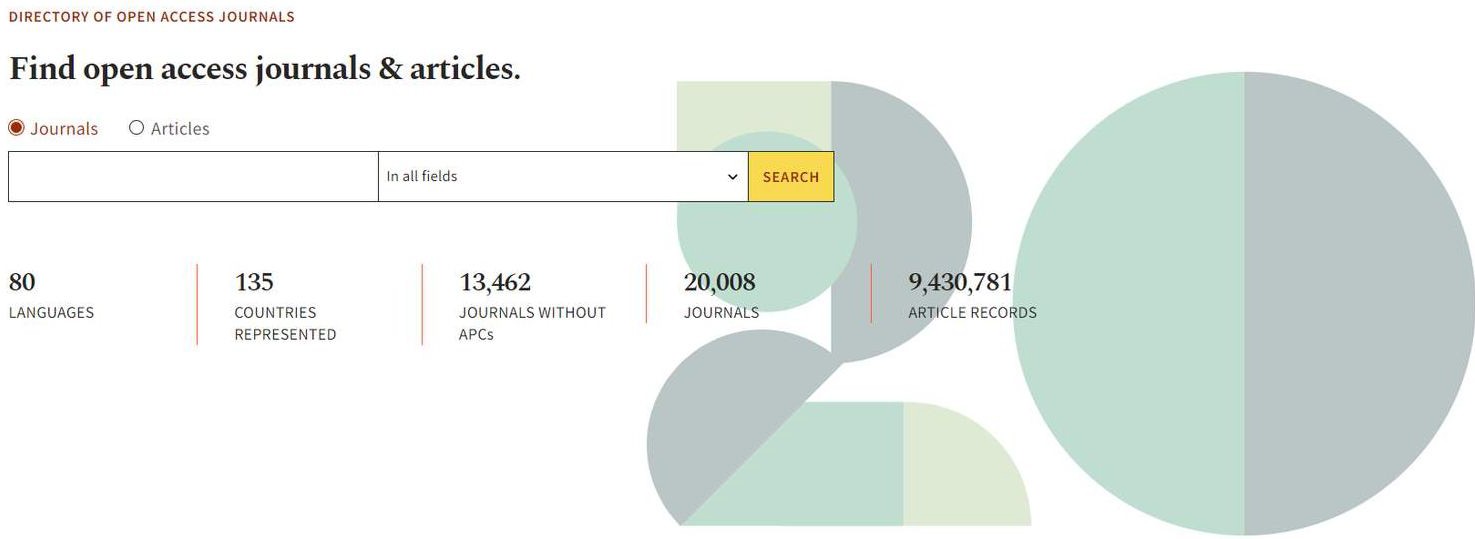 DIRECTORY OF OPEN ACCESS JOURNALS
Find open access journals & articles.
Journals
Articles
In all fields
SEARCH
80
LANGUAGES
135
COUNTRIES
REPRESENTED
13,462
JOURNALS WITHOUT
APCs
20,008
JOURNALS
9,430,781
ARTICLE RECORDS